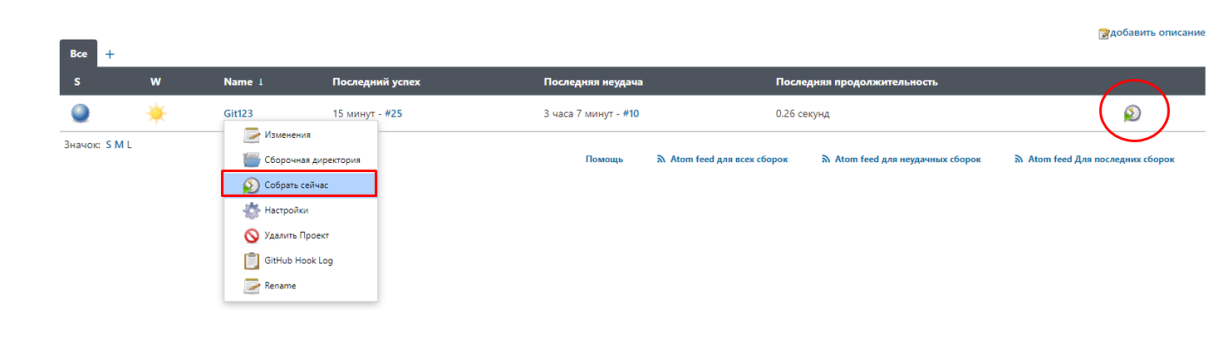 добавить описание
Все +
S W Name ↓ Последний успех Последняя неудача Последняя продолжительность
Git123 15 минут - #25 3 часа 7 минут - #10 0.26 секунд
Значок: S M L
Изменения
Сборочная директория
Собрать сейчас
Настройки
Удалить Проект
GitHub Hook Log
Rename
Помощь Atom feed для всех сборок Atom feed для неудачных сборок Atom feed Для последних сборок